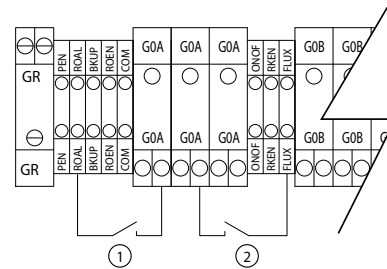 PEN ROAL BKUP ROEN COM G0A G0A G0A ONOF RKEN FLUX G0B G0B
GR
G0A G0A G0A G0B G0B
GR PEN ROAL BKUP ROEN COM ONOF RKEN FLUX
1 2